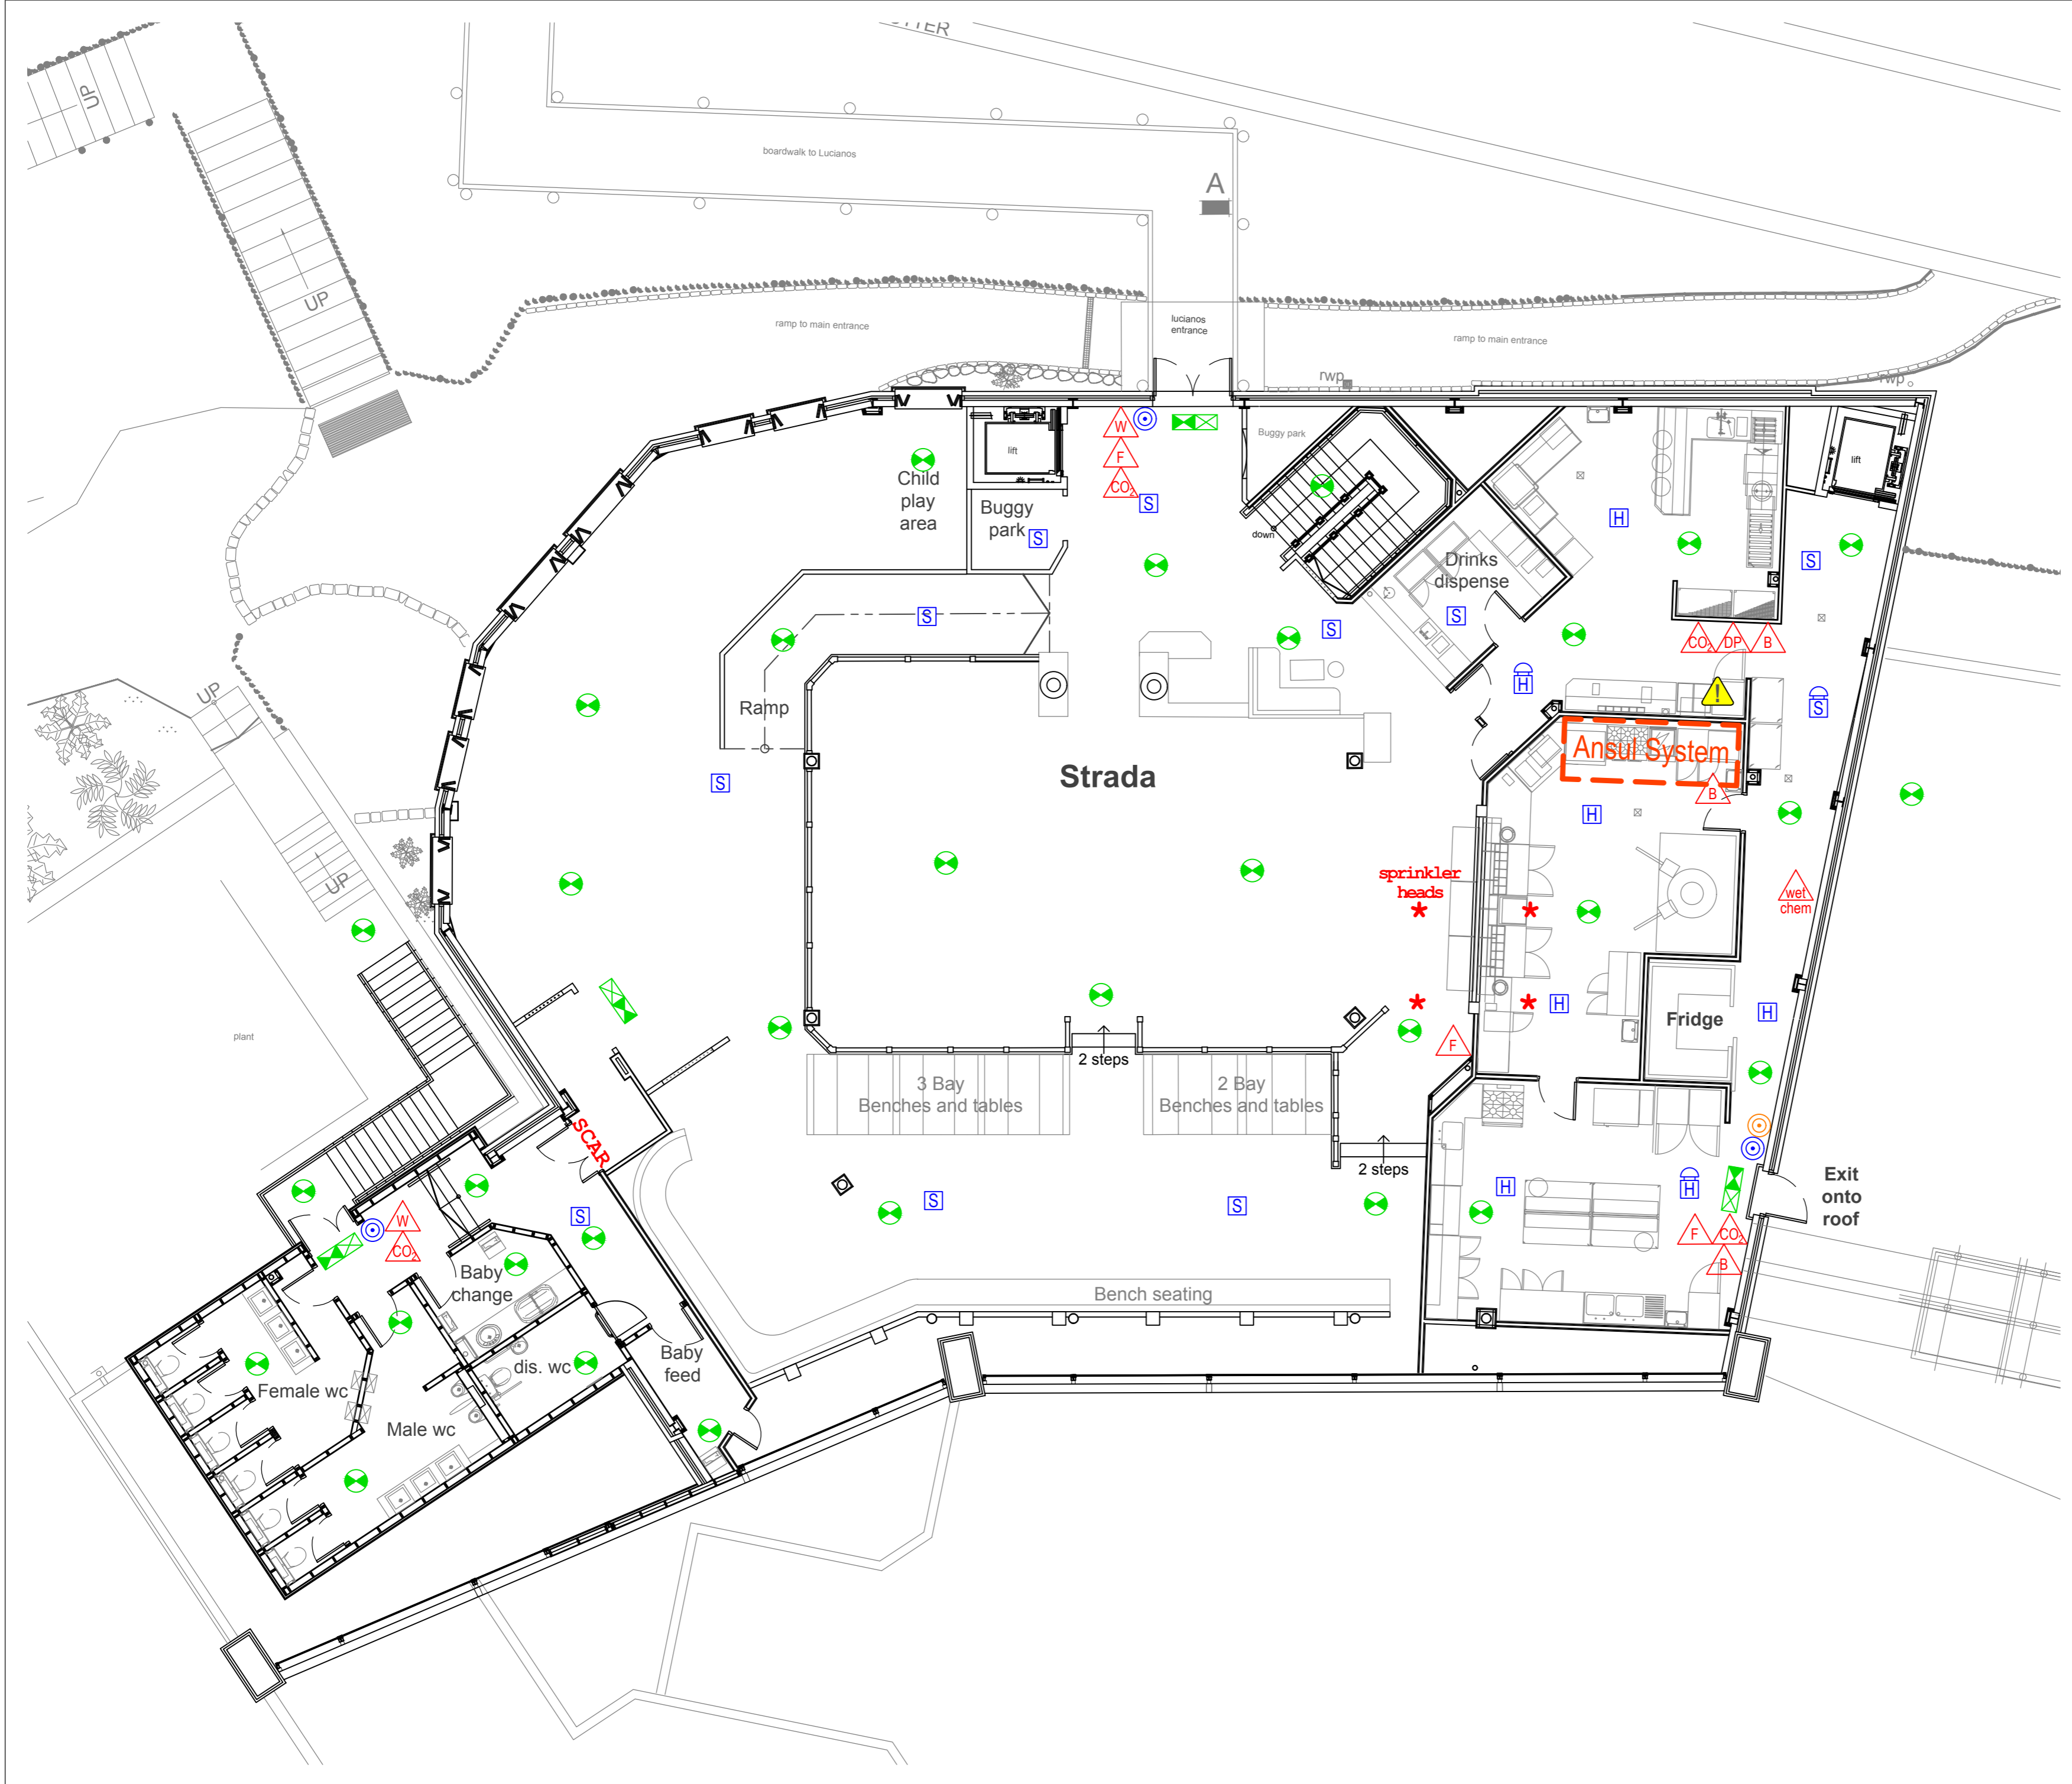 UP
boardwalk to Lucianos
A
UP
ramp to main entrance
lucianos
entrance
ramp to main entrance
rwp
rwp
W
F
CO2
lift
Buggy park
lift
Child
play
area
Buggy
park
S
S
H
down
Drinks
dispense
S
S
S
S
CO2
DP
B
H
S
UP
Ramp
!
Strada
Ansul System
S
B
H
UP
sprinkler
heads
wet
chem
plant
H
H
Fridge
F
2 steps
3 Bay
Benches and tables
2 Bay
Benches and tables
SCAR
2 steps
Exit
onto
roof
S
S
S
H
H
W
CO2
F
CO2
B
Baby
change
Bench seating
dis. wc
Baby
feed
Female wc
Male wc